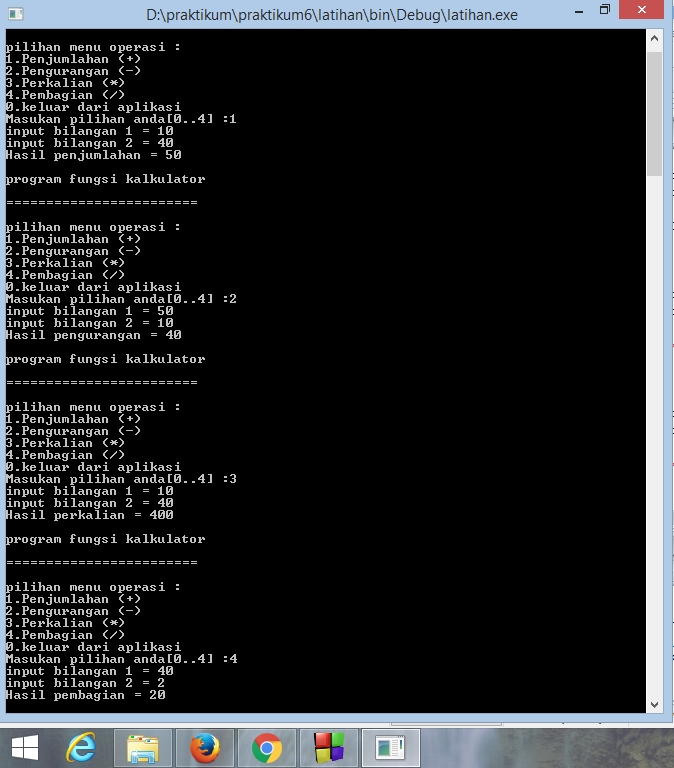 D:\praktikum\praktikum6\latihan\bin\Debug\latihan.exe
pilihan menu operasi :
1.Penjumlahan (+)
2.Pengurangan (-)
3.Perkalian (*)
4.Pembagian (/)
0.keluar dari aplikasi
Masukan pilihan anda[0..4] :1
input bilangan 1 = 10
input bilangan 2 = 40
Hasil penjumlahan = 50
program fungsi kalkulator
========================
pilihan menu operasi :
1.Penjumlahan (+)
2.Pengurangan (-)
3.Perkalian (*)
4.Pembagian (/)
0.keluar dari aplikasi
Masukan pilihan anda[0..4] :2
input bilangan 1 = 50
input bilangan 2 = 10
Hasil pengurangan = 40
program fungsi kalkulator
========================
pilihan menu operasi :
1.Penjumlahan (+)
2.Pengurangan (-)
3.Perkalian (*)
4.Pembagian (/)
0.keluar dari aplikasi
Masukan pilihan anda[0..4] :3
input bilangan 1 = 10
input bilangan 2 = 40
Hasil perkalian = 400
program fungsi kalkulator
========================
pilihan menu operasi :
1.Penjumlahan (+)
2.Pengurangan (-)
3.Perkalian (*)
4.Pembagian (/)
0.keluar dari aplikasi
Masukan pilihan anda[0..4] :4
input bilangan 1 = 40
input bilangan 2 = 2
Hasil pembagian = 20